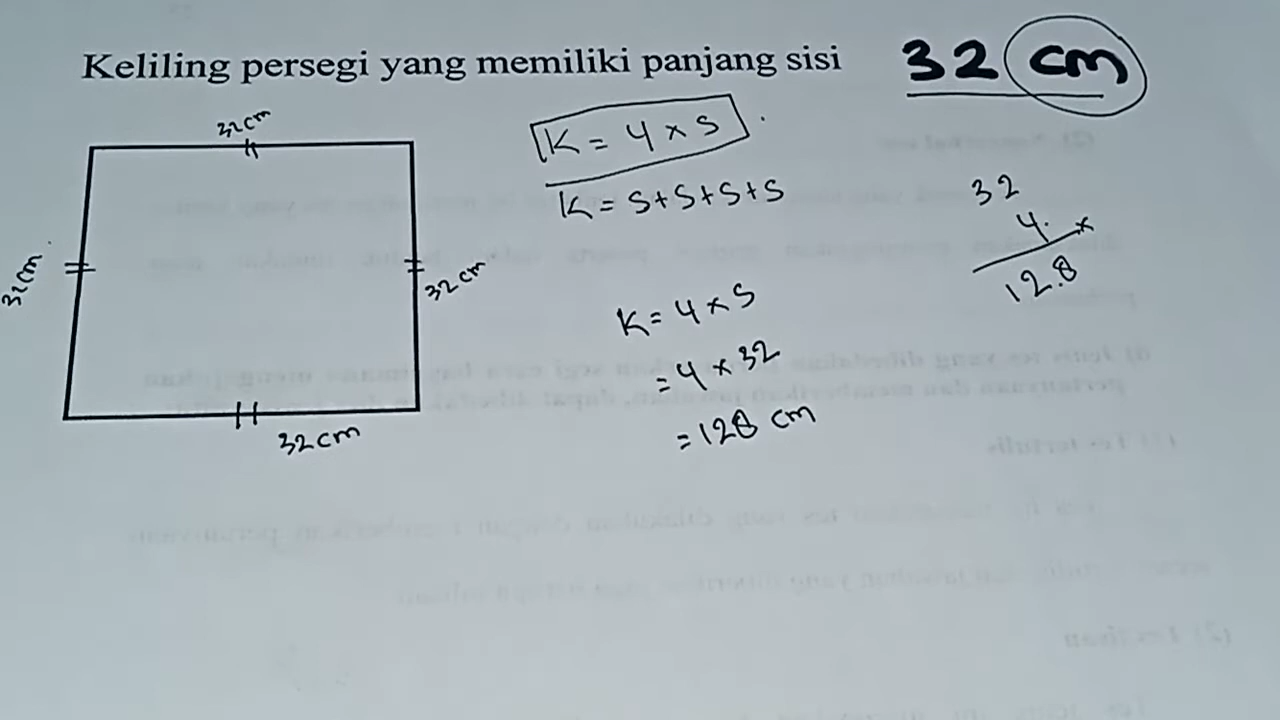 Keliling persegi yang memiliki panjang sisi 32 cm
32cm
32cm
32cm
32cm
K = 4 × S
K = S+S+S+S
K = 4 × S
= 4 × 32
= 128 cm
32
4 ×
12.8